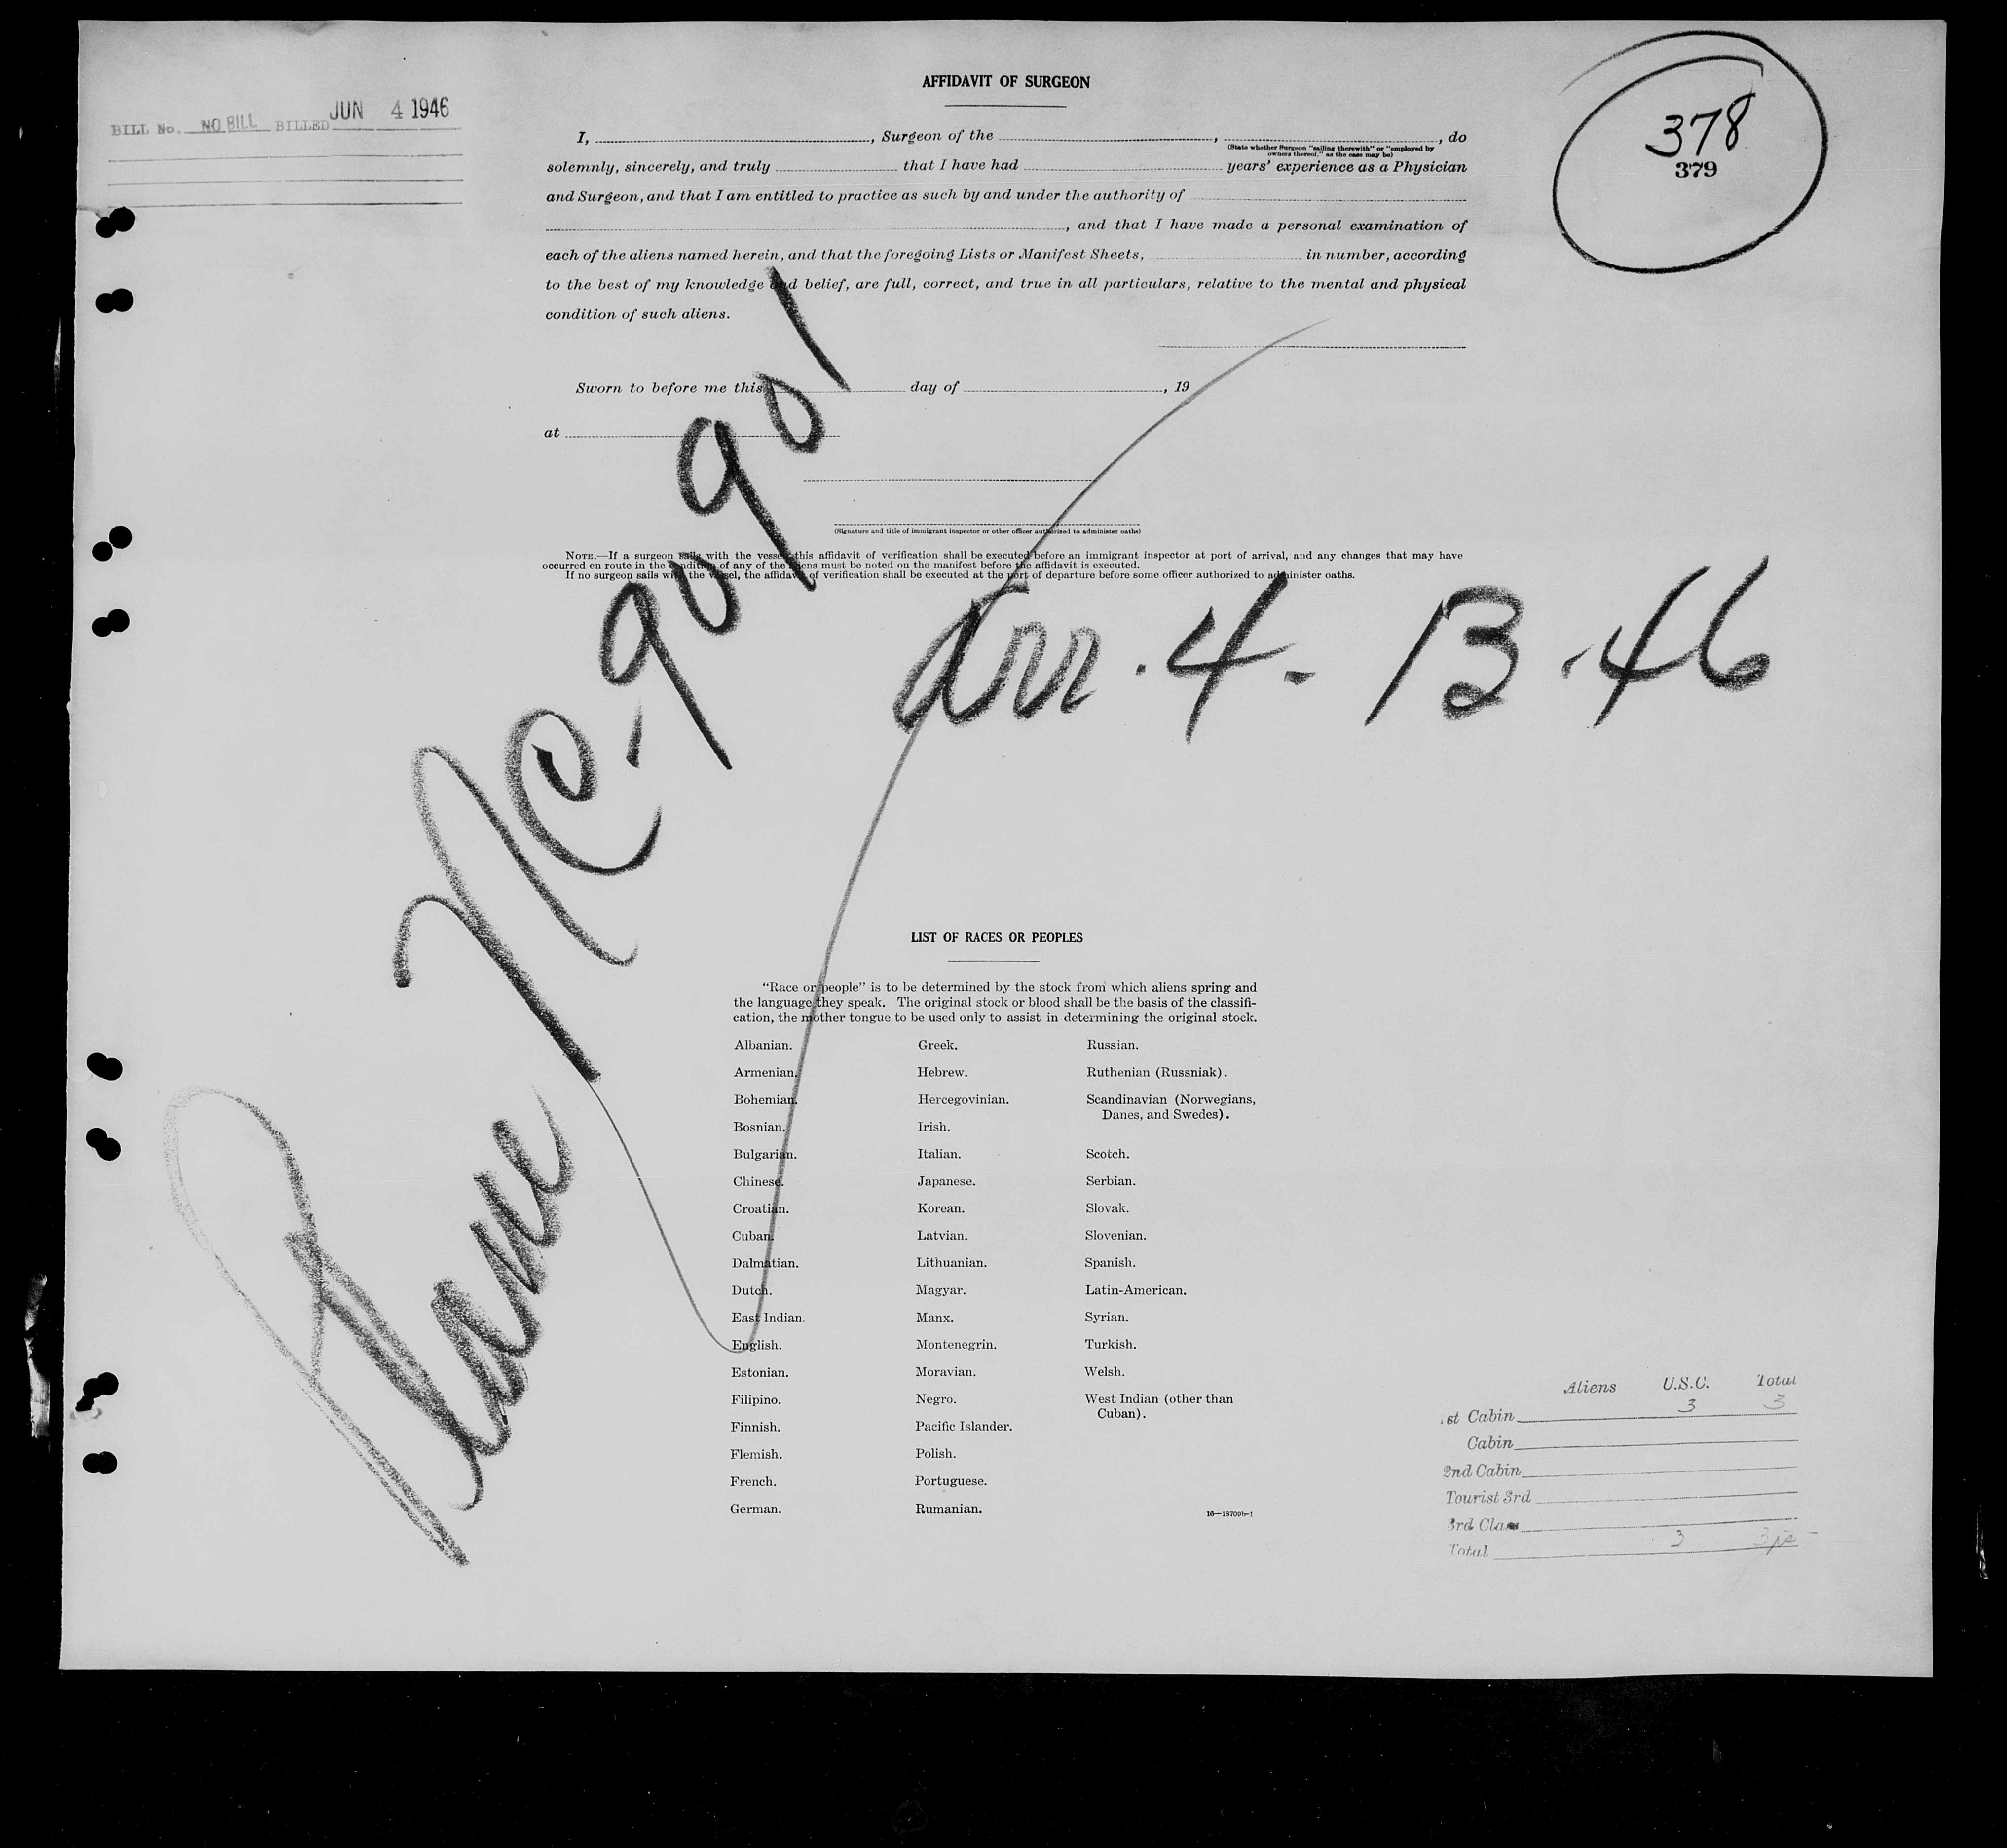 AFFIDAVIT OF SURGEON
BILL No. NO BILL BILLED JUN 4 1946
378
379
I, , Surgeon of the , , do
(State whether Surgeon "sailing therewith" or "employed by
owners thereof," as the case may be)
solemnly, sincerely, and truly that I have had years' experience as a Physician
and Surgeon, and that I am entitled to practice as such by and under the authority of
, and that I have made a personal examination of
each of the aliens named herein, and that the foregoing Lists or Manifest Sheets, in number, according
to the best of my knowledge and belief, are full, correct, and true in all particulars, relative to the mental and physical
condition of such aliens.
Sworn to before me this day of , 19
at
(Signature and title of immigrant inspector or other officer authorized to administer oaths)
NOTE.—If a surgeon sails with the vessel, this affidavit of verification shall be executed before an immigrant inspector at port of arrival, and any changes that may have
occurred en route in the condition of any of the aliens must be noted on the manifest before the affidavit is executed.
If no surgeon sails with the vessel, the affidavit of verification shall be executed at the port of departure before some officer authorized to administer oaths.
Plane NC-90901
Arr. 4-13-46
LIST OF RACES OR PEOPLES
"Race or people" is to be determined by the stock from which aliens spring and
the language they speak. The original stock or blood shall be the basis of the classifi-
cation, the mother tongue to be used only to assist in determining the original stock.
Albanian.
Armenian.
Bohemian.
Bosnian.
Bulgarian.
Chinese.
Croatian.
Cuban.
Dalmatian.
Dutch.
East Indian.
English.
Estonian.
Filipino.
Finnish.
Flemish.
French.
German.
Greek.
Hebrew.
Hercegovinian.
Irish.
Italian.
Japanese.
Korean.
Latvian.
Lithuanian.
Magyar.
Manx.
Montenegrin.
Moravian.
Negro.
Pacific Islander.
Polish.
Portuguese.
Rumanian.
Russian.
Ruthenian (Russniak).
Scandinavian (Norwegians,
Danes, and Swedes).
Scotch.
Serbian.
Slovak.
Slovenian.
Spanish.
Latin-American.
Syrian.
Turkish.
Welsh.
West Indian (other than
Cuban).
16—18709b-1
Aliens U.S.C. Total
1st Cabin 3 3
Cabin
2nd Cabin
Tourist 3rd
3rd Class
Total 3 3